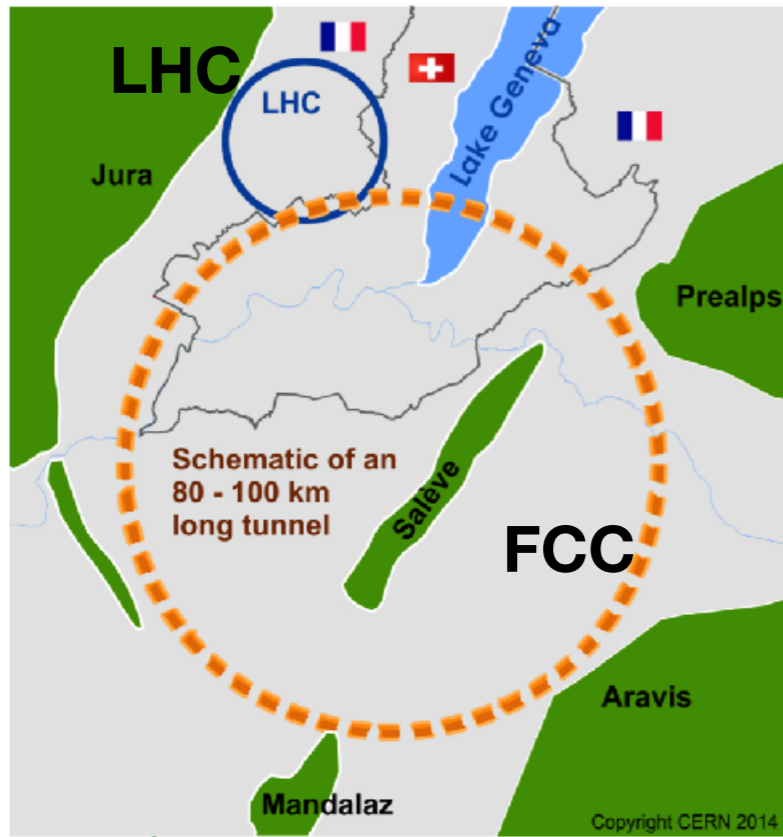 LHC
LHC
Lake Geneva
Jura
Prealps
Schematic of an
80 - 100 km
long tunnel
Salève
FCC
Aravis
Mandalaz
Copyright CERN 2014